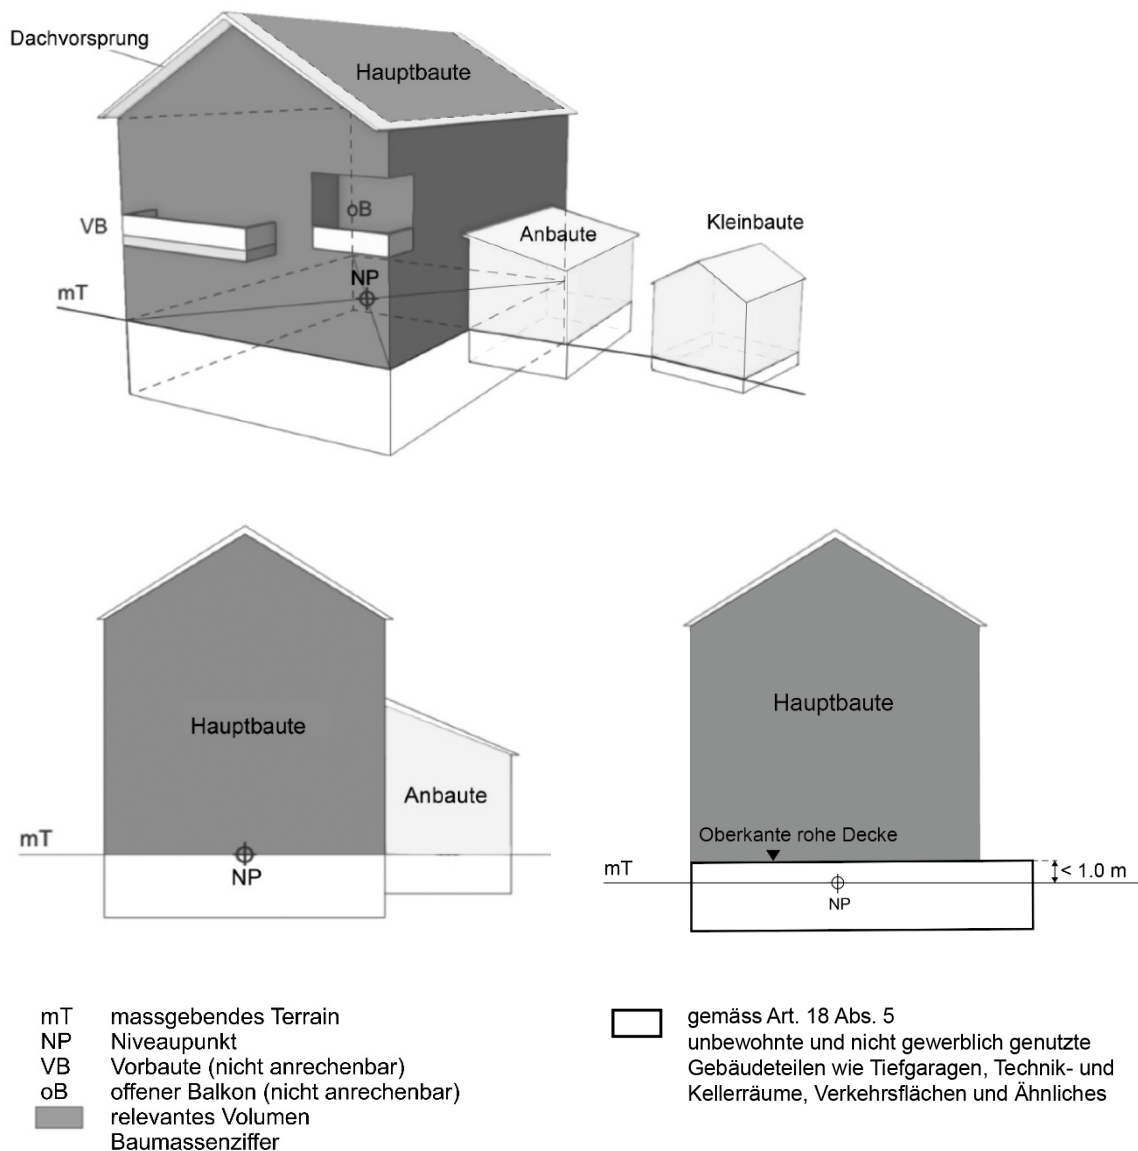 Dachvorsprung
Hauptbaute
VB
oB
Anbaute
Kleinbaute
NP
mT
Hauptbaute
Anbaute
mT
NP
Hauptbaute
Oberkante rohe Decke
mT
< 1.0 m
NP
mT massgebendes Terrain
NP Niveaupunkt
VB Vorbaute (nicht anrechenbar)
oB offener Balkon (nicht anrechenbar)
relevantes Volumen
Baumassenziffer
gemäss Art. 18 Abs. 5
unbewohnte und nicht gewerblich genutzte
Gebäudeteilen wie Tiefgaragen, Technik- und
Kellerräume, Verkehrsflächen und Ähnliches